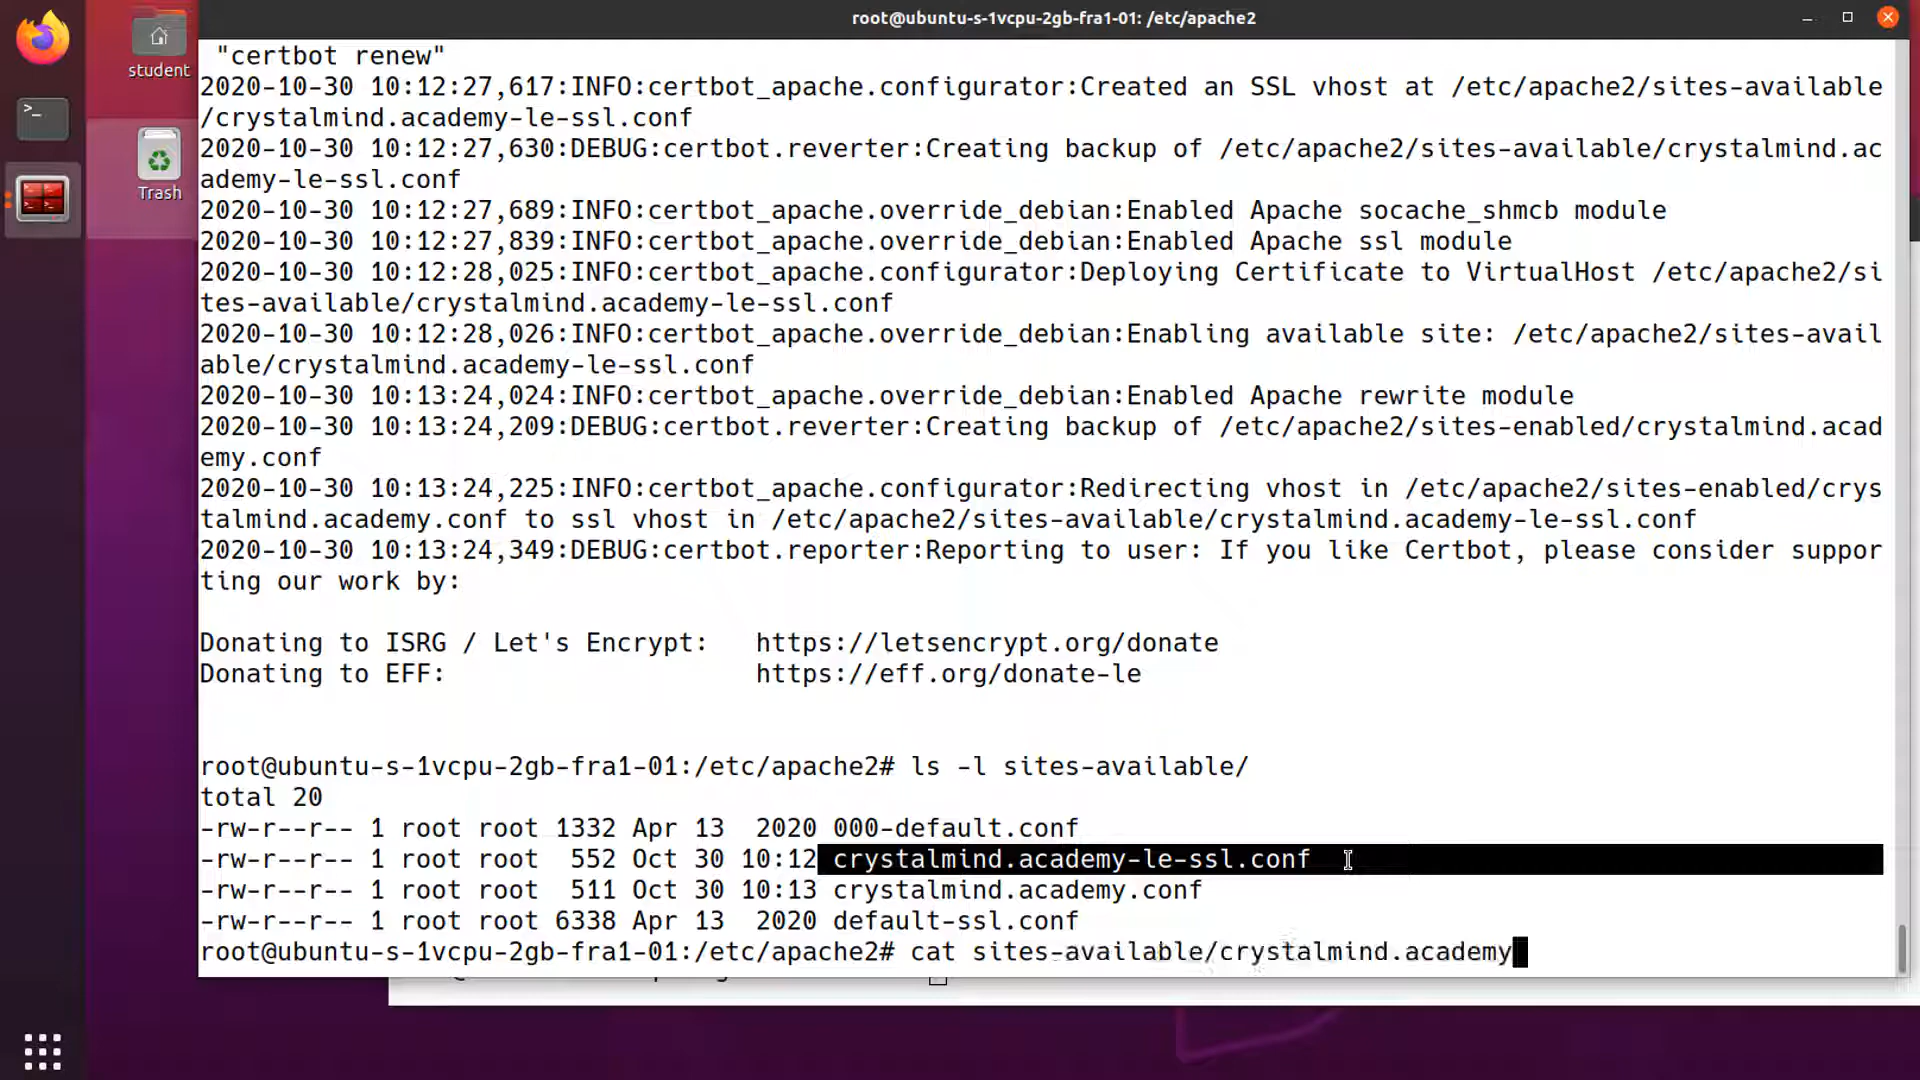 root@ubuntu-s-1vcpu-2gb-fra1-01: /etc/apache2
student
Trash
"certbot renew"
2020-10-30 10:12:27,617:INFO:certbot_apache.configurator:Created an SSL vhost at /etc/apache2/sites-available
/crystalmind.academy-le-ssl.conf
2020-10-30 10:12:27,630:DEBUG:certbot.reverter:Creating backup of /etc/apache2/sites-available/crystalmind.ac
ademy-le-ssl.conf
2020-10-30 10:12:27,689:INFO:certbot_apache.override_debian:Enabled Apache socache_shmcb module
2020-10-30 10:12:27,839:INFO:certbot_apache.override_debian:Enabled Apache ssl module
2020-10-30 10:12:28,025:INFO:certbot_apache.configurator:Deploying Certificate to VirtualHost /etc/apache2/si
tes-available/crystalmind.academy-le-ssl.conf
2020-10-30 10:12:28,026:INFO:certbot_apache.override_debian:Enabling available site: /etc/apache2/sites-avail
able/crystalmind.academy-le-ssl.conf
2020-10-30 10:13:24,024:INFO:certbot_apache.override_debian:Enabled Apache rewrite module
2020-10-30 10:13:24,209:DEBUG:certbot.reverter:Creating backup of /etc/apache2/sites-enabled/crystalmind.acad
emy.conf
2020-10-30 10:13:24,225:INFO:certbot_apache.configurator:Redirecting vhost in /etc/apache2/sites-enabled/crys
talmind.academy.conf to ssl vhost in /etc/apache2/sites-available/crystalmind.academy-le-ssl.conf
2020-10-30 10:13:24,349:DEBUG:certbot.reporter:Reporting to user: If you like Certbot, please consider suppor
ting our work by:
Donating to ISRG / Let's Encrypt:   https://letsencrypt.org/donate
Donating to EFF:                    https://eff.org/donate-le
root@ubuntu-s-1vcpu-2gb-fra1-01:/etc/apache2# ls -l sites-available/
total 20
-rw-r--r-- 1 root root 1332 Apr 13  2020 000-default.conf
-rw-r--r-- 1 root root  552 Oct 30 10:12 crystalmind.academy-le-ssl.conf
-rw-r--r-- 1 root root  511 Oct 30 10:13 crystalmind.academy.conf
-rw-r--r-- 1 root root 6338 Apr 13  2020 default-ssl.conf
root@ubuntu-s-1vcpu-2gb-fra1-01:/etc/apache2# cat sites-available/crystalmind.academy